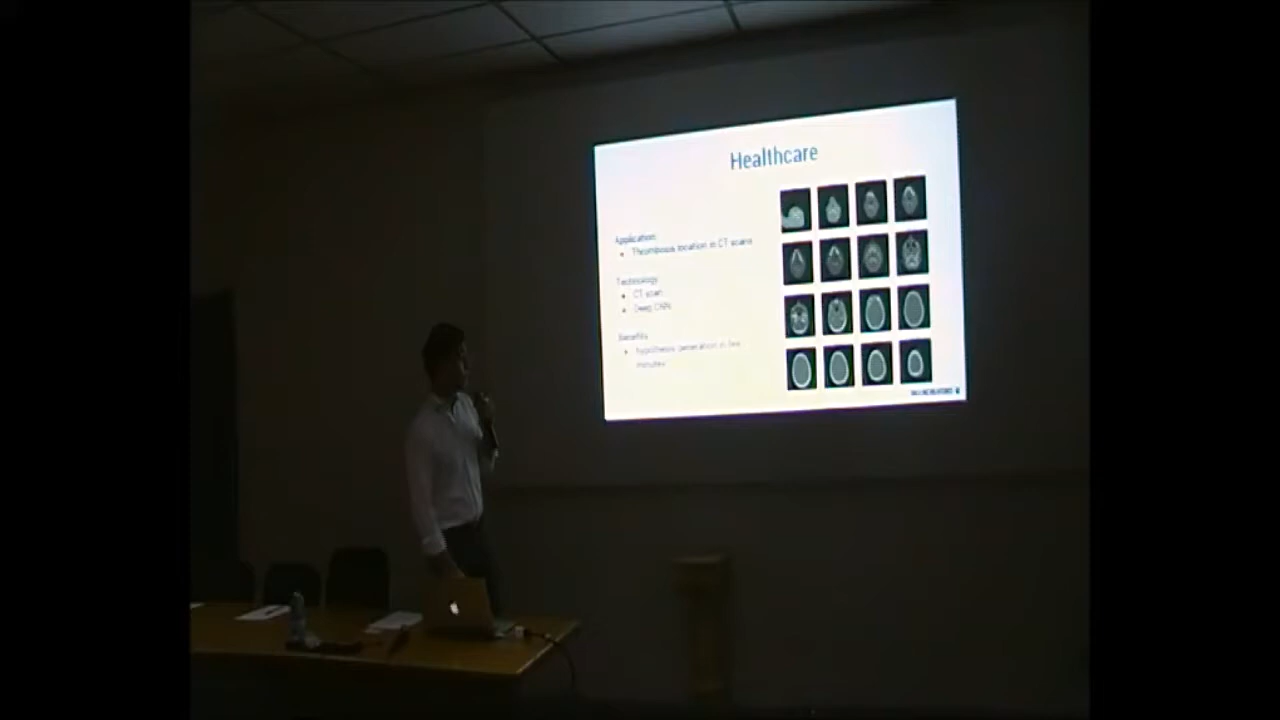 Healthcare
Application
Thrombosis location in CT scans
Technology
CT scan
Deep CNN
Benefits
hypothesis generation in few
minutes